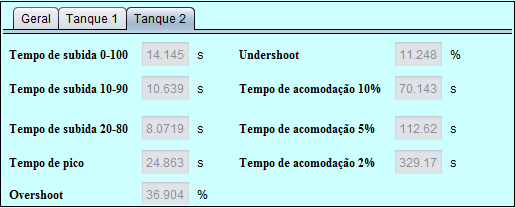 Geral Tanque 1 Tanque 2
Tempo de subida 0-100 14.145 s Undershoot 11.248 %
Tempo de subida 10-90 10.639 s Tempo de acomodação 10% 70.143 s
Tempo de subida 20-80 8.0719 s Tempo de acomodação 5% 112.62 s
Tempo de pico 24.863 s Tempo de acomodação 2% 329.17 s
Overshoot 36.904 %